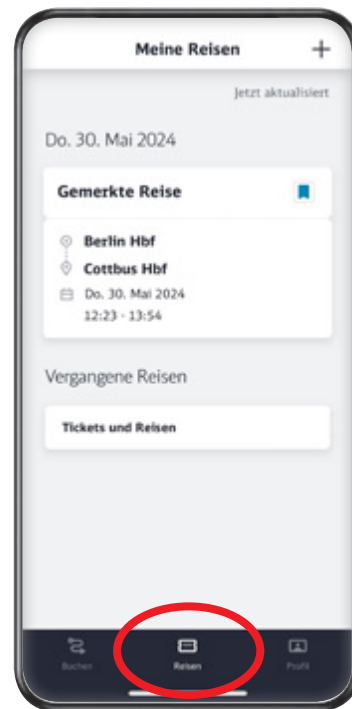 Meine Reisen
Jetzt aktualisiert
Do. 30. Mai 2024
Gemerkte Reise
Berlin Hbf
Cottbus Hbf
Do. 30. Mai 2024
12:23 - 13:54
Vergangene Reisen
Tickets und Reisen
Buchen
Reisen
Profil